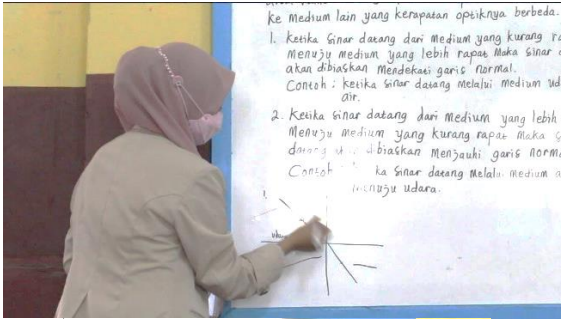 ke medium lain yang kerapatan optiknya berbeda.
1. Ketika sinar datang dari medium yang kurang
menuju medium yang lebih rapat maka sinar
akan dibiaskan mendekati garis normal.
Contoh : ketika sinar datang melalui medium
air.
2. Ketika sinar datang dari medium yang lebih
menuju medium yang kurang rapat maka
dibiaskan menjauhi garis
Contoh sinar datang melalui medium
menuju udara.
1.